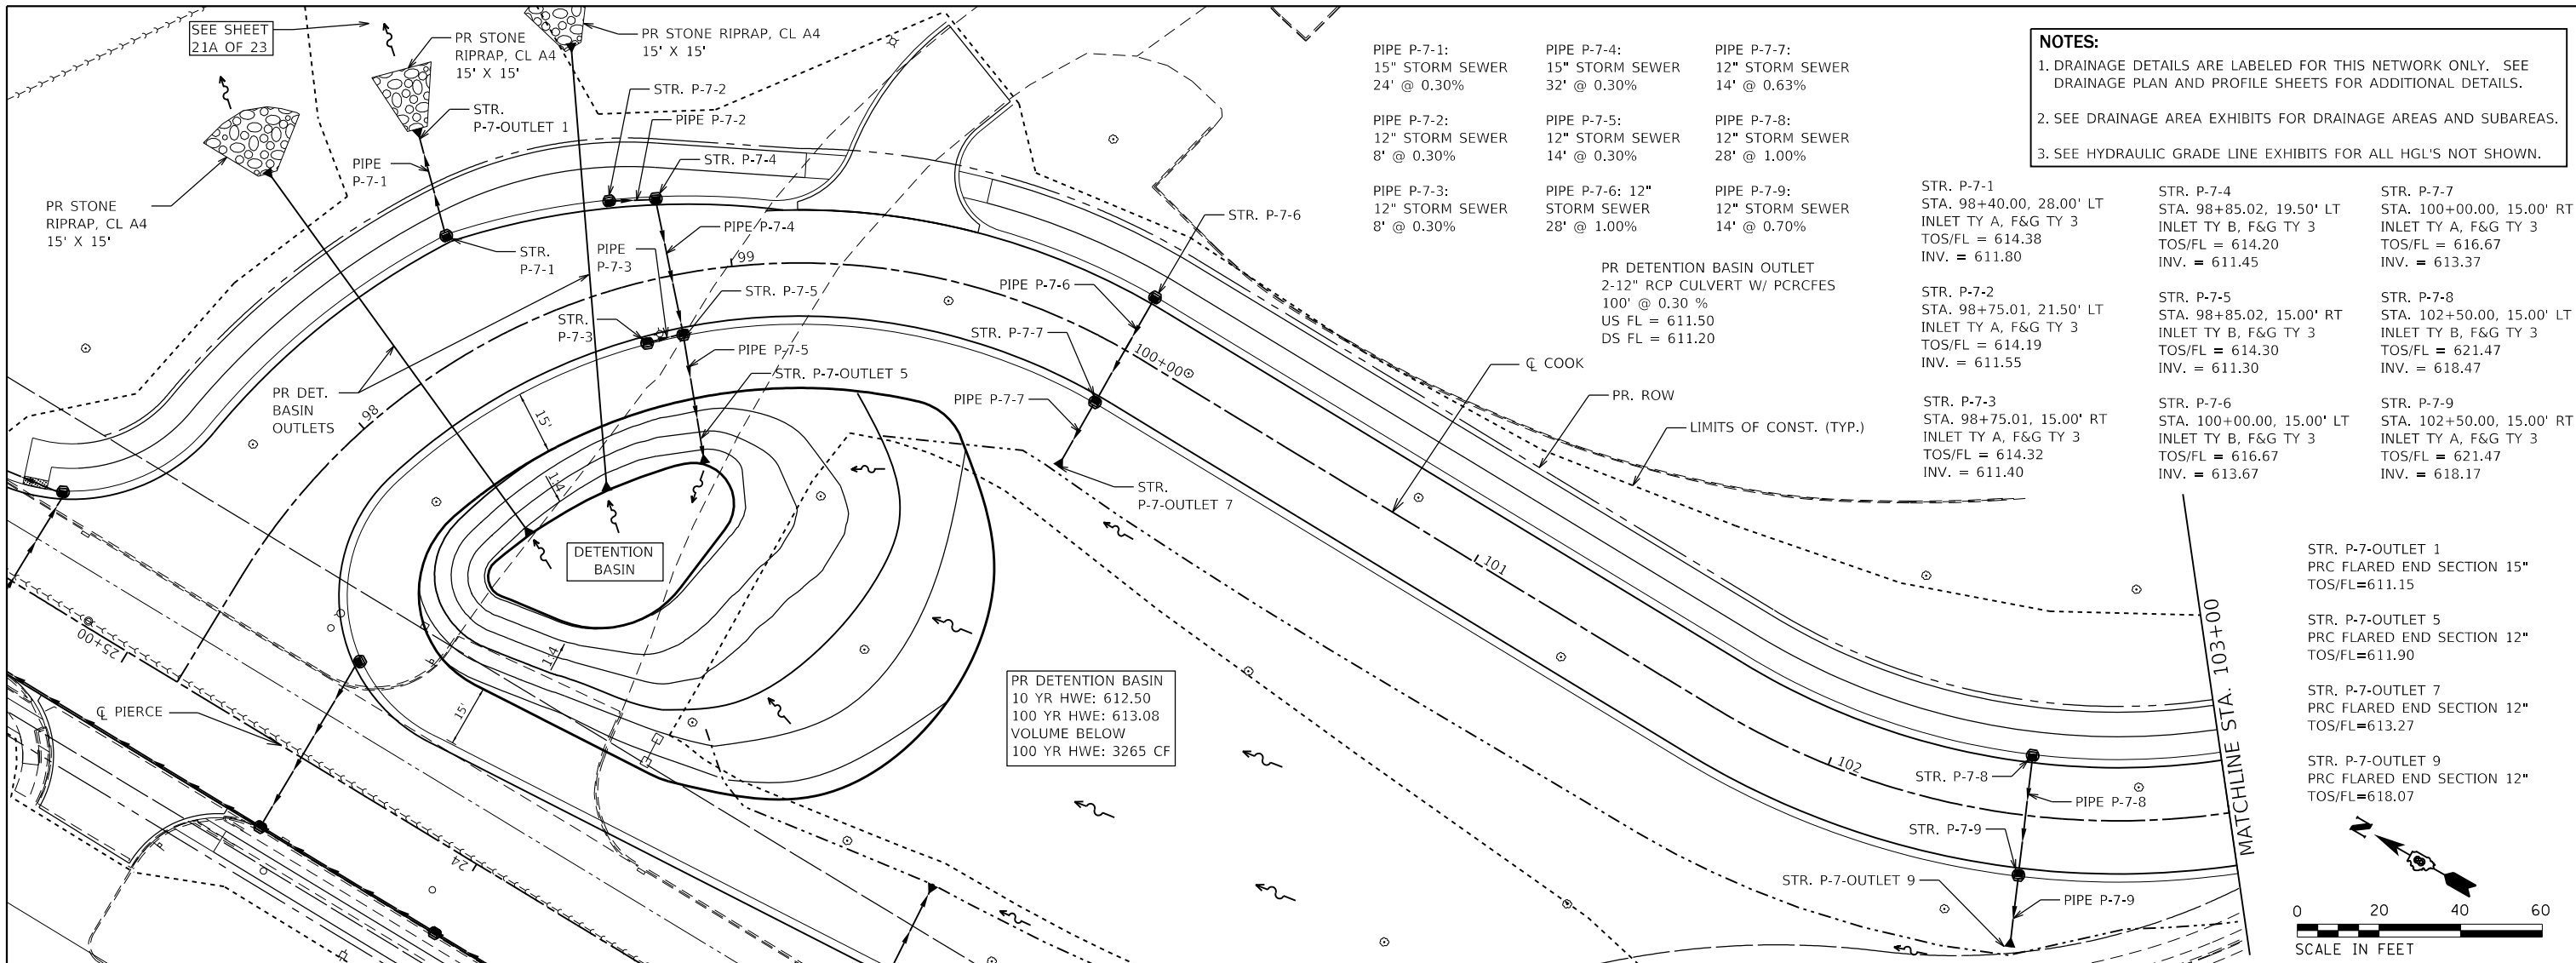 SEE SHEET
21A OF 23
PR STONE
RIPRAP, CL A4
15' X 15'
PR STONE RIPRAP, CL A4
15' X 15'
STR.
P-7-OUTLET 1
STR. P-7-2
PIPE P-7-2
STR. P-7-4
PIPE
P-7-1
PR STONE
RIPRAP, CL A4
15' X 15'
STR.
P-7-1
PIPE
P-7-3
PIPE P-7-4
99
STR. P-7-5
STR.
P-7-3
PIPE P-7-5
STR. P-7-OUTLET 5
PR DET.
BASIN
OUTLETS
98
15'
1:4
DETENTION
BASIN
1:4
15'
25+00
℄ PIERCE
24
STR. P-7-6
PIPE P-7-6
STR. P-7-7
100+00
PIPE P-7-7
STR.
P-7-OUTLET 7
℄ COOK
PR. ROW
LIMITS OF CONST. (TYP.)
101
102
PR DETENTION BASIN
10 YR HWE: 612.50
100 YR HWE: 613.08
VOLUME BELOW
100 YR HWE: 3265 CF
STR. P-7-8
PIPE P-7-8
STR. P-7-9
STR. P-7-OUTLET 9
PIPE P-7-9
MATCHLINE STA. 103+00
PIPE P-7-1:
15" STORM SEWER
24' @ 0.30%
PIPE P-7-2:
12" STORM SEWER
8' @ 0.30%
PIPE P-7-3:
12" STORM SEWER
8' @ 0.30%
PIPE P-7-4:
15" STORM SEWER
32' @ 0.30%
PIPE P-7-5:
12" STORM SEWER
14' @ 0.30%
PIPE P-7-6: 12"
STORM SEWER
28' @ 1.00%
PIPE P-7-7:
12" STORM SEWER
14' @ 0.63%
PIPE P-7-8:
12" STORM SEWER
28' @ 1.00%
PIPE P-7-9:
12" STORM SEWER
14' @ 0.70%
PR DETENTION BASIN OUTLET
2-12" RCP CULVERT W/ PCRCFES
100' @ 0.30 %
US FL = 611.50
DS FL = 611.20
NOTES:
1. DRAINAGE DETAILS ARE LABELED FOR THIS NETWORK ONLY. SEE
DRAINAGE PLAN AND PROFILE SHEETS FOR ADDITIONAL DETAILS.
2. SEE DRAINAGE AREA EXHIBITS FOR DRAINAGE AREAS AND SUBAREAS.
3. SEE HYDRAULIC GRADE LINE EXHIBITS FOR ALL HGL'S NOT SHOWN.
STR. P-7-1
STA. 98+40.00, 28.00' LT
INLET TY A, F&G TY 3
TOS/FL = 614.38
INV. = 611.80
STR. P-7-2
STA. 98+75.01, 21.50' LT
INLET TY A, F&G TY 3
TOS/FL = 614.19
INV. = 611.55
STR. P-7-3
STA. 98+75.01, 15.00' RT
INLET TY A, F&G TY 3
TOS/FL = 614.32
INV. = 611.40
STR. P-7-4
STA. 98+85.02, 19.50' LT
INLET TY B, F&G TY 3
TOS/FL = 614.20
INV. = 611.45
STR. P-7-5
STA. 98+85.02, 15.00' RT
INLET TY B, F&G TY 3
TOS/FL = 614.30
INV. = 611.30
STR. P-7-6
STA. 100+00.00, 15.00' LT
INLET TY B, F&G TY 3
TOS/FL = 616.67
INV. = 613.67
STR. P-7-7
STA. 100+00.00, 15.00' RT
INLET TY A, F&G TY 3
TOS/FL = 616.67
INV. = 613.37
STR. P-7-8
STA. 102+50.00, 15.00' LT
INLET TY B, F&G TY 3
TOS/FL = 621.47
INV. = 618.47
STR. P-7-9
STA. 102+50.00, 15.00' RT
INLET TY A, F&G TY 3
TOS/FL = 621.47
INV. = 618.17
STR. P-7-OUTLET 1
PRC FLARED END SECTION 15"
TOS/FL=611.15
STR. P-7-OUTLET 5
PRC FLARED END SECTION 12"
TOS/FL=611.90
STR. P-7-OUTLET 7
PRC FLARED END SECTION 12"
TOS/FL=613.27
STR. P-7-OUTLET 9
PRC FLARED END SECTION 12"
TOS/FL=618.07
N
0 20 40 60
SCALE IN FEET